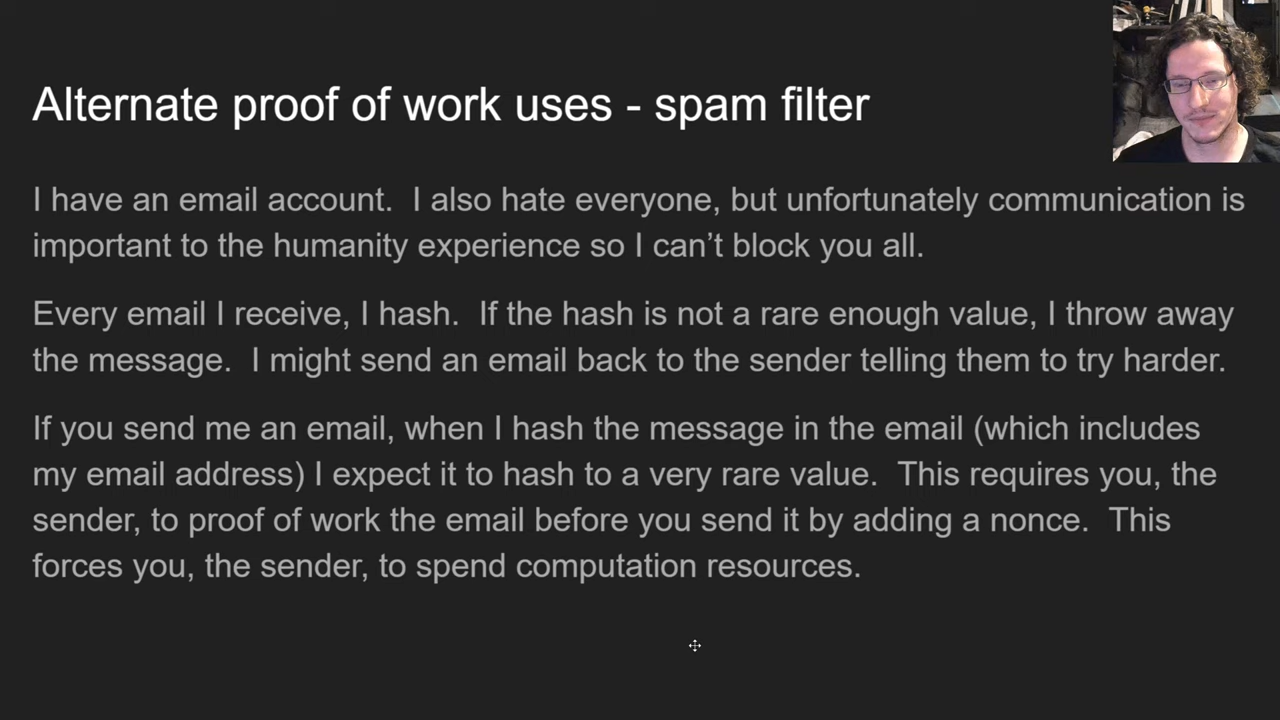 Alternate proof of work uses - spam filter
I have an email account.  I also hate everyone, but unfortunately communication is
important to the humanity experience so I can’t block you all.
Every email I receive, I hash.  If the hash is not a rare enough value, I throw away
the message.  I might send an email back to the sender telling them to try harder.
If you send me an email, when I hash the message in the email (which includes
my email address) I expect it to hash to a very rare value.  This requires you, the
sender, to proof of work the email before you send it by adding a nonce.  This
forces you, the sender, to spend computation resources.